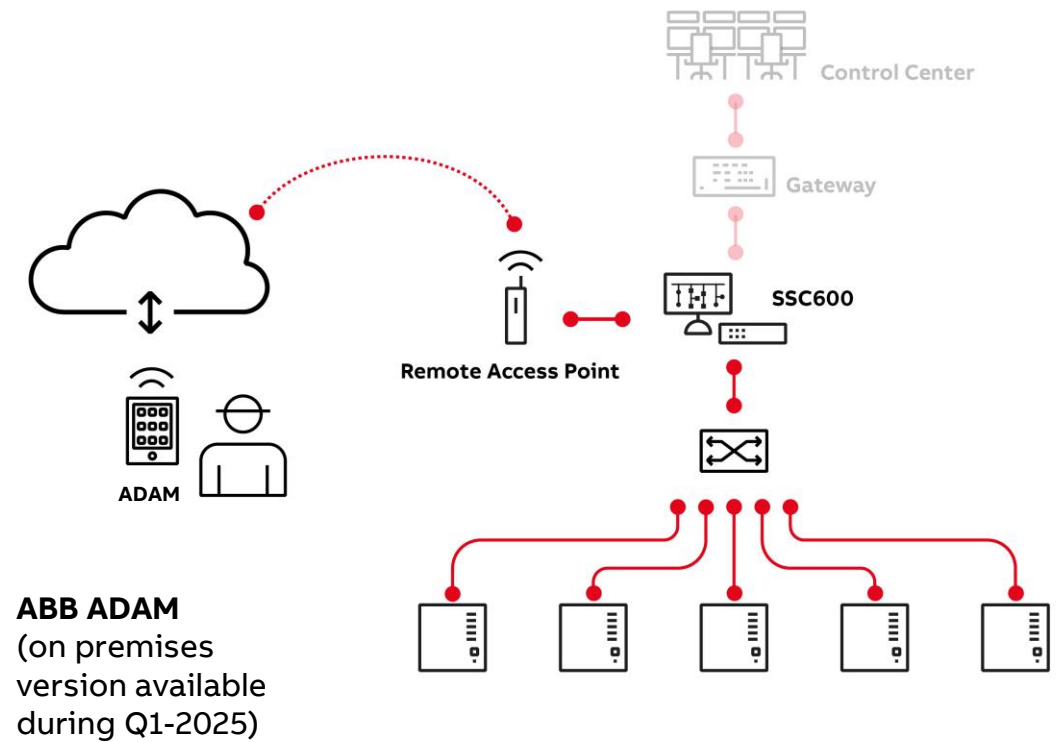 Control Center
Gateway
SSC600
Remote Access Point
ADAM
ABB ADAM
(on premises
version available
during Q1-2025)